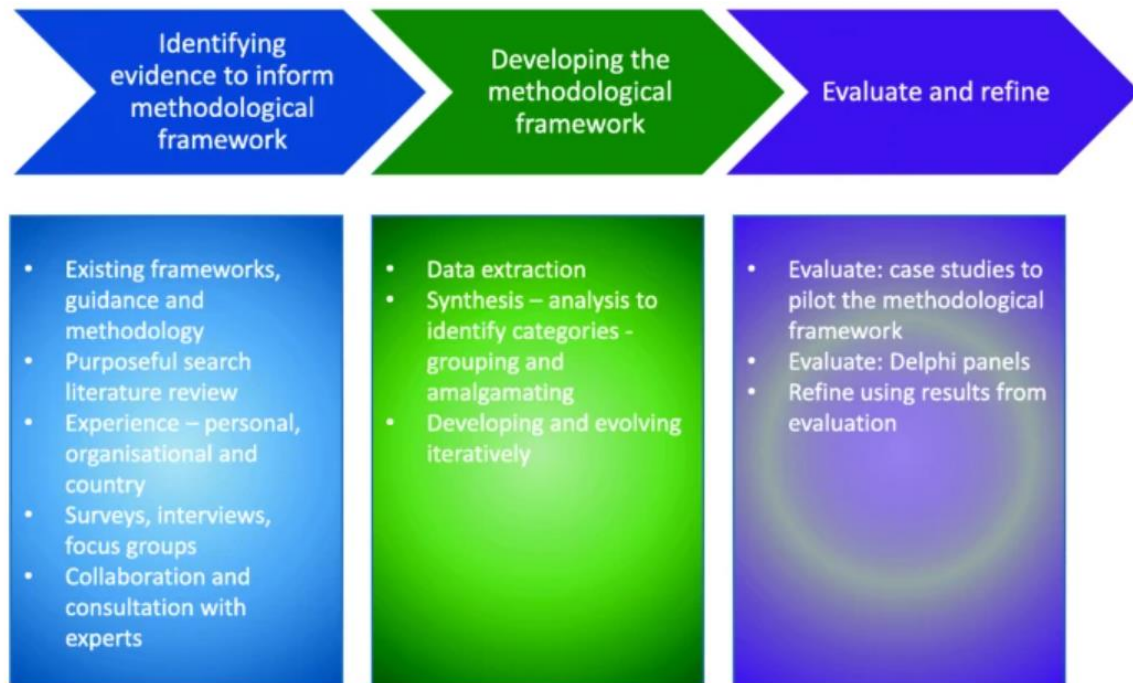 Identifying
evidence to inform
methodological
framework
Developing the
methodological
framework
Evaluate and refine
• Existing frameworks,
guidance and
methodology
• Purposeful search
literature review
• Experience – personal,
organisational and
country
• Surveys, interviews,
focus groups
• Collaboration and
consultation with
experts
• Data extraction
• Synthesis – analysis to
identify categories -
grouping and
amalgamating
• Developing and evolving
iteratively
• Evaluate: case studies to
pilot the methodological
framework
• Evaluate: Delphi panels
• Refine using results from
evaluation